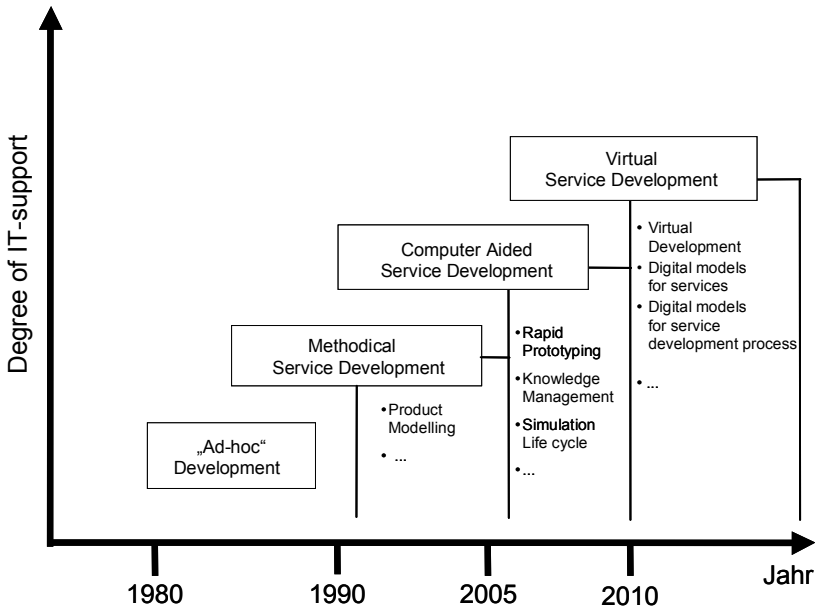 Degree of IT-support
Virtual
Service Development
• Virtual
Development
• Digital models
for services
• Digital models
for service
development process
• ...
Computer Aided
Service Development
• Rapid
Prototyping
• Knowledge
Management
• Simulation
Life cycle
• ...
Methodical
Service Development
• Product
Modelling
• ...
„Ad-hoc“
Development
1980
1990
2005
2010
Jahr